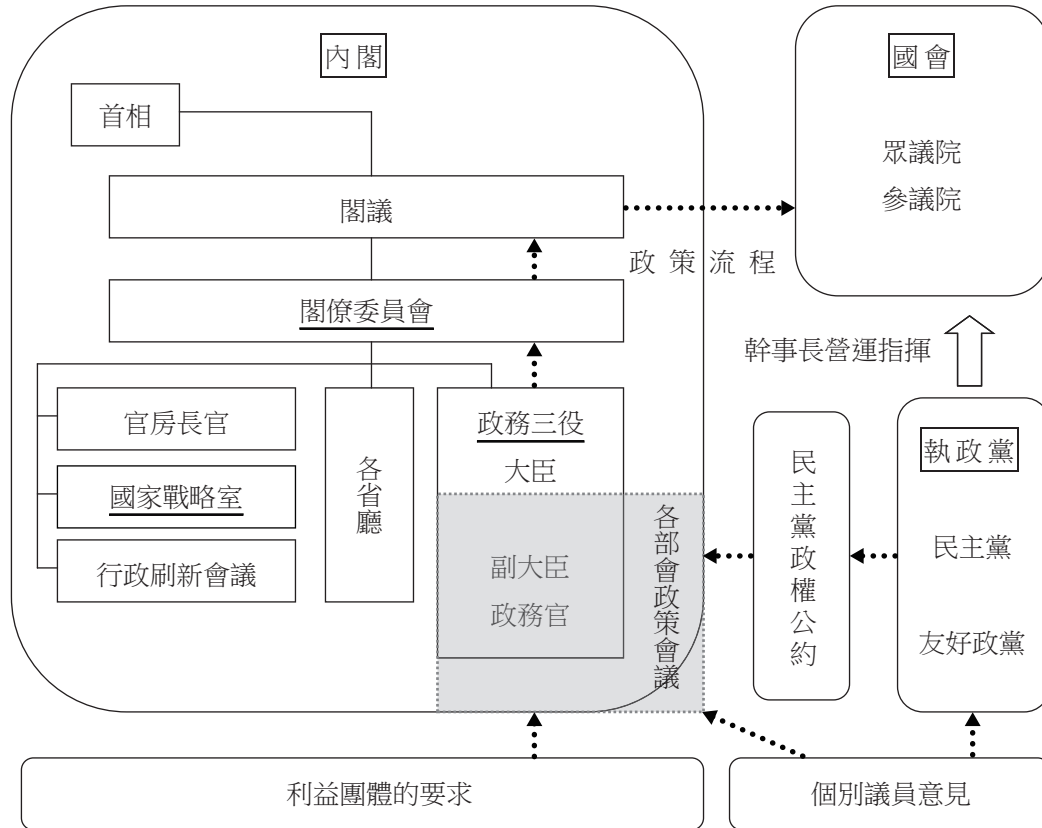 內閣
首相
閣議
閣僚委員會
官房長官
國家戰略室
行政刷新會議
各省廳
政務三役
大臣
副大臣
政務官
各部會政策會議
政策流程
國會
眾議院
參議院
幹事長營運指揮
民主黨政權公約
執政黨
民主黨
友好政黨
利益團體的要求
個別議員意見